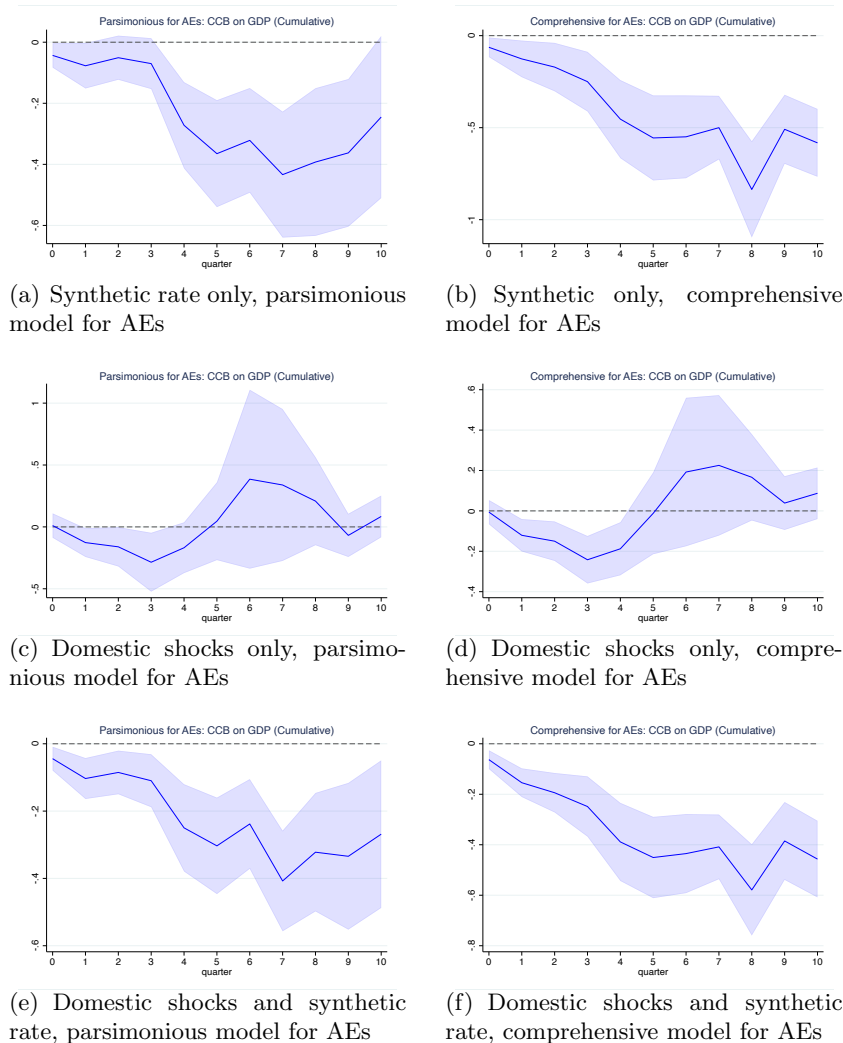 Parsimonious for AEs: CCB on GDP (Cumulative)
0
-.2
-.4
-.6
0 1 2 3 4 5 6 7 8 9 10
quarter
(a) Synthetic rate only, parsimonious
model for AEs
Comprehensive for AEs: CCB on GDP (Cumulative)
0
-.5
-1
0 1 2 3 4 5 6 7 8 9 10
quarter
(b) Synthetic only, comprehensive
model for AEs
Parsimonious for AEs: CCB on GDP (Cumulative)
1
.5
0
-.5
0 1 2 3 4 5 6 7 8 9 10
quarter
(c) Domestic shocks only, parsimo-
nious model for AEs
Comprehensive for AEs: CCB on GDP (Cumulative)
.6
.4
.2
0
-.2
-.4
0 1 2 3 4 5 6 7 8 9 10
quarter
(d) Domestic shocks only, compre-
hensive model for AEs
Parsimonious for AEs: CCB on GDP (Cumulative)
0
-.2
-.4
-.6
0 1 2 3 4 5 6 7 8 9 10
quarter
(e) Domestic shocks and synthetic
rate, parsimonious model for AEs
Comprehensive for AEs: CCB on GDP (Cumulative)
0
-.2
-.4
-.6
-.8
0 1 2 3 4 5 6 7 8 9 10
quarter
(f) Domestic shocks and synthetic
rate, comprehensive model for AEs